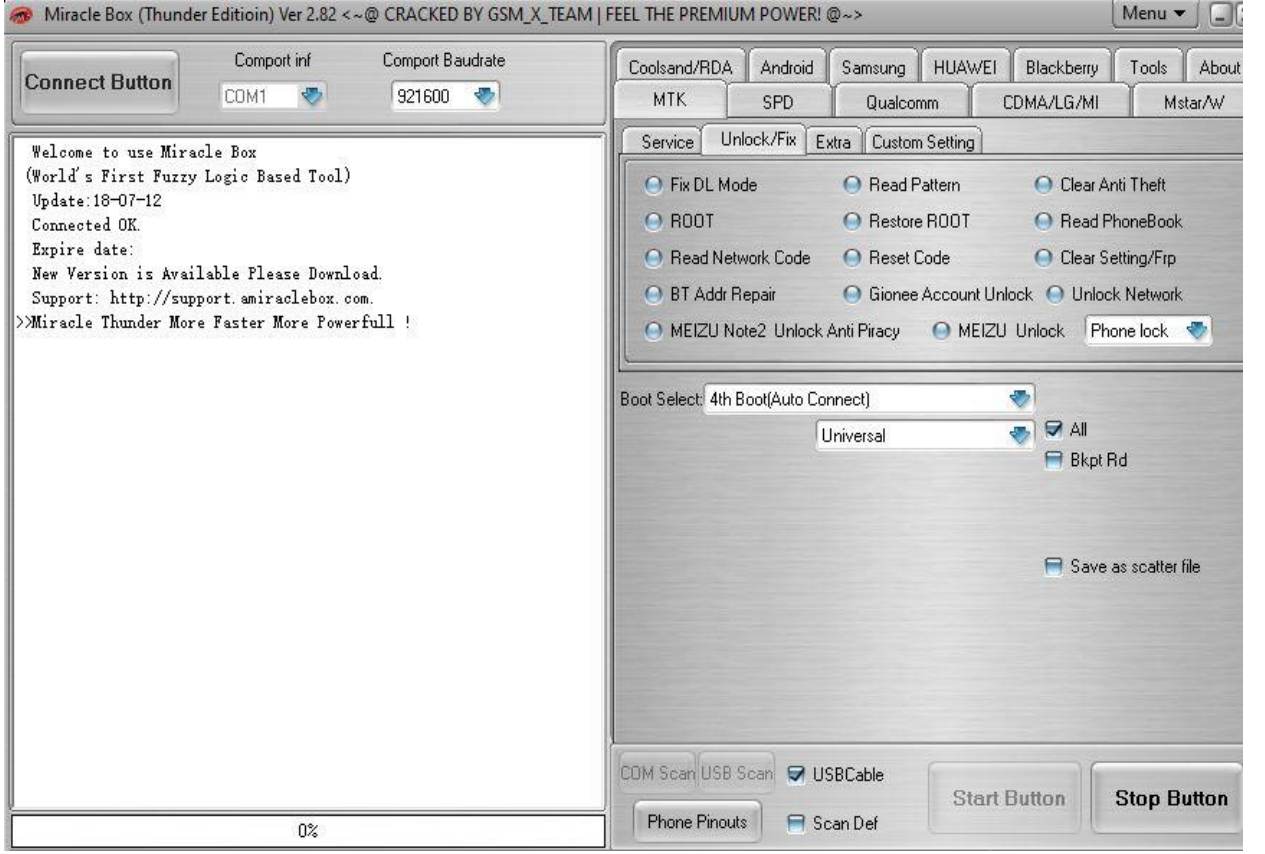 Miracle Box (Thunder Editioin) Ver 2.82 <~@ CRACKED BY GSM_X_TEAM | FEEL THE PREMIUM POWER! @~>
Menu
Connect Button
Comport inf
Comport Baudrate
COM1
921600
Welcome to use Miracle Box
(World's First Fuzzy Logic Based Tool)
Update:18-07-12
Connected OK.
Expire date:
New Version is Available Please Download.
Support: http://support.amiraclebox.com.
>>Miracle Thunder More Faster More Powerfull !
0%
Coolsand/RDA Android Samsung HUAWEI Blackberry Tools About
MTK SPD Qualcomm CDMA/LG/MI Mstar/W
Service Unlock/Fix Extra Custom Setting
Fix DL Mode Read Pattern Clear Anti Theft
ROOT Restore ROOT Read PhoneBook
Read Network Code Reset Code Clear Setting/Frp
BT Addr Repair Gionee Account Unlock Unlock Network
MEIZU Note2 Unlock Anti Piracy MEIZU Unlock Phone lock
Boot Select: 4th Boot(Auto Connect)
Universal All
Bkpt Rd
Save as scatter file
COM Scan USB Scan USBCable
Start Button Stop Button
Phone Pinouts Scan Def